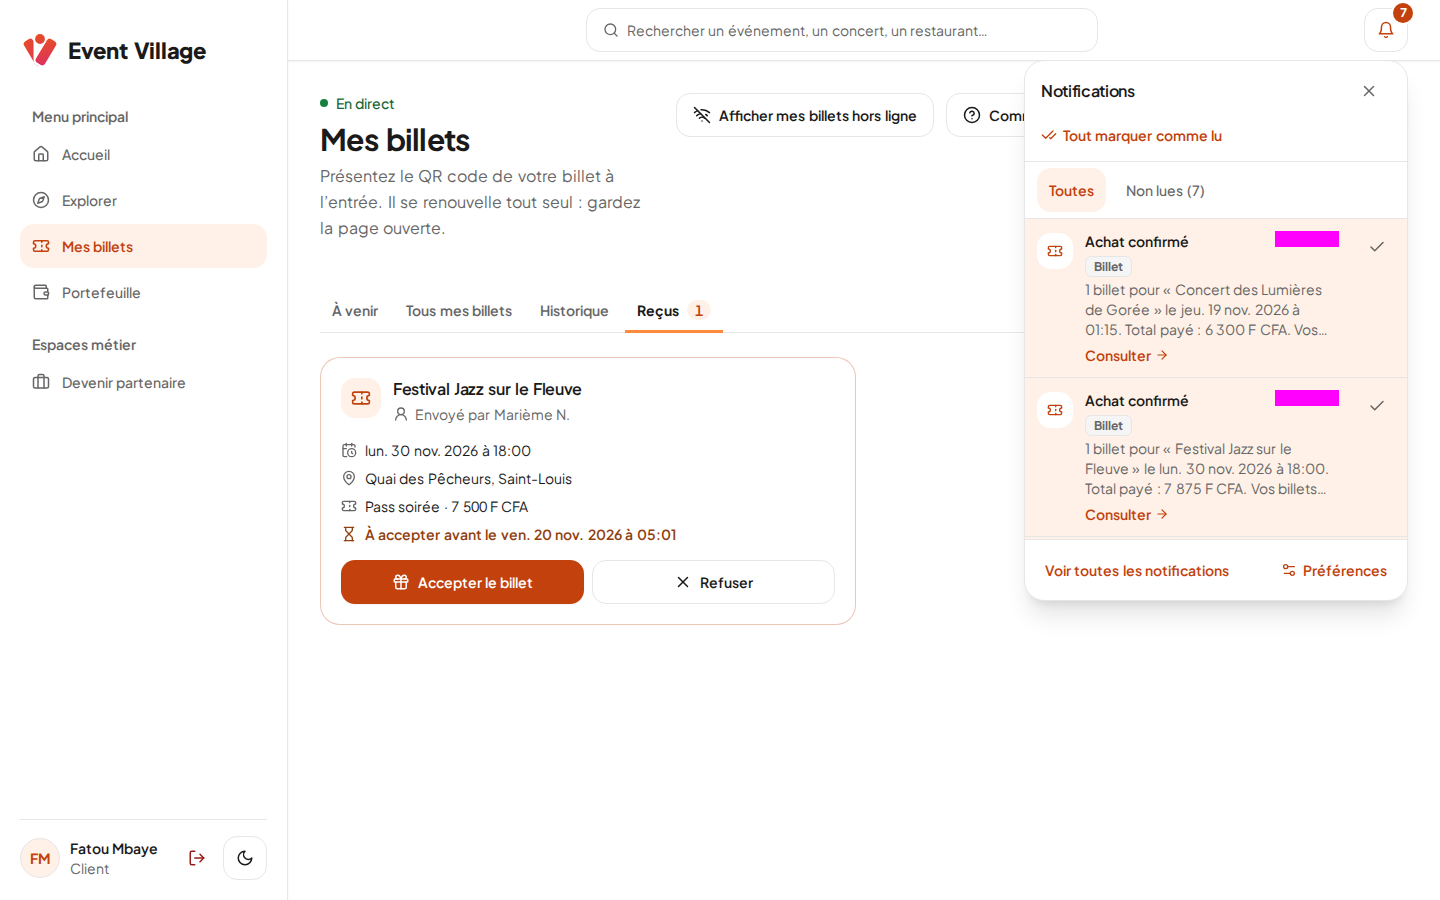 Event Village
Menu principal
Accueil
Explorer
Mes billets
Portefeuille
Espaces métier
Devenir partenaire
FM
Fatou Mbaye
Client
Rechercher un événement, un concert, un restaurant...
7
En direct
Mes billets
Présentez le QR code de votre billet à
l'entrée. Il se renouvelle tout seul : gardez
la page ouverte.
Afficher mes billets hors ligne
Com
À venir
Tous mes billets
Historique
Reçus 1
Festival Jazz sur le Fleuve
Envoyé par Marième N.
lun. 30 nov. 2026 à 18:00
Quai des Pêcheurs, Saint-Louis
Pass soirée · 7 500 F CFA
À accepter avant le ven. 20 nov. 2026 à 05:01
Accepter le billet
Refuser
Notifications
Tout marquer comme lu
Toutes
Non lues (7)
Achat confirmé
Billet
1 billet pour « Concert des Lumières
de Gorée » le jeu. 19 nov. 2026 à
01:15. Total payé : 6 300 F CFA. Vos...
Consulter
Achat confirmé
Billet
1 billet pour « Festival Jazz sur le
Fleuve » le lun. 30 nov. 2026 à 18:00.
Total payé : 7 875 F CFA. Vos billets...
Consulter
Voir toutes les notifications
Préférences